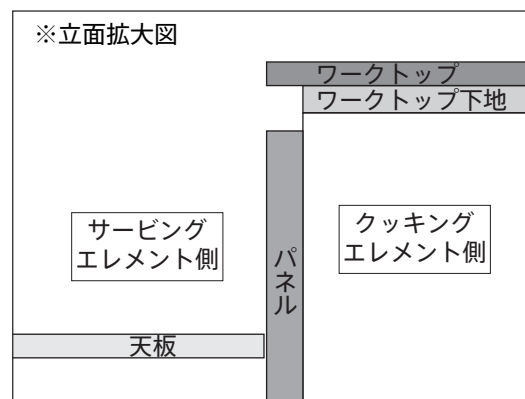 ※立面拡大図
ワークトップ
ワークトップ下地
サービング
エレメント側
クッキング
エレメント側
パネル
天板